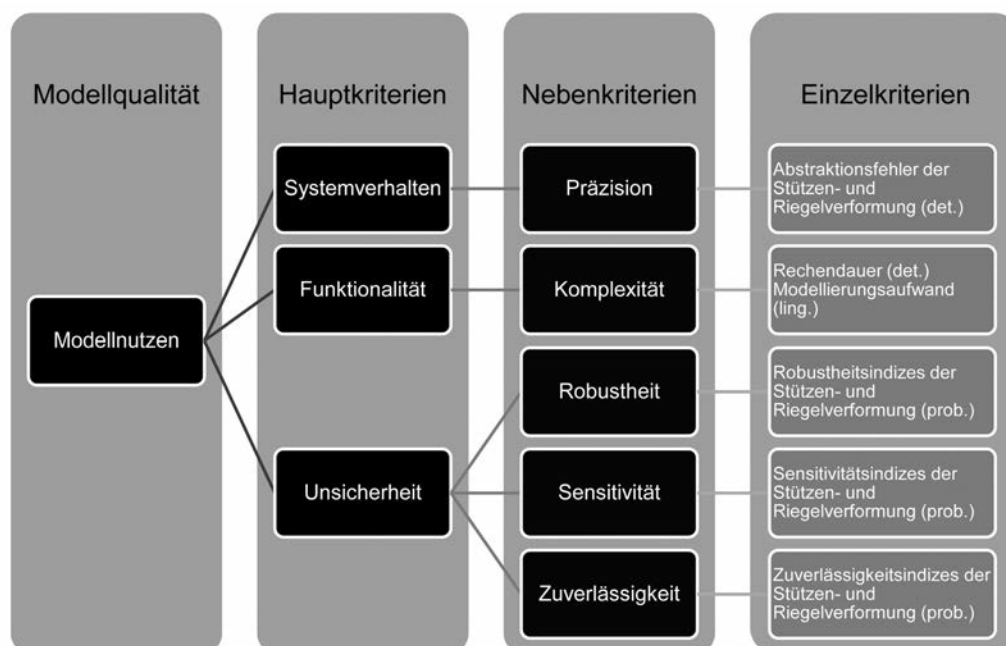 Modellqualität
Hauptkriterien
Nebenkriterien
Einzelkriterien
Modellnutzen
Systemverhalten
Funktionalität
Unsicherheit
Präzision
Komplexität
Robustheit
Sensitivität
Zuverlässigkeit
Abstraktionsfehler der
Stützen- und
Riegelverformung (det.)
Rechendauer (det.)
Modellierungsaufwand
(ling.)
Robustheitsindizes der
Stützen- und
Riegelverformung (prob.)
Sensitivitätsindizes der
Stützen- und
Riegelverformung (prob.)
Zuverlässigkeitsindizes der
Stützen- und
Riegelverformung (prob.)